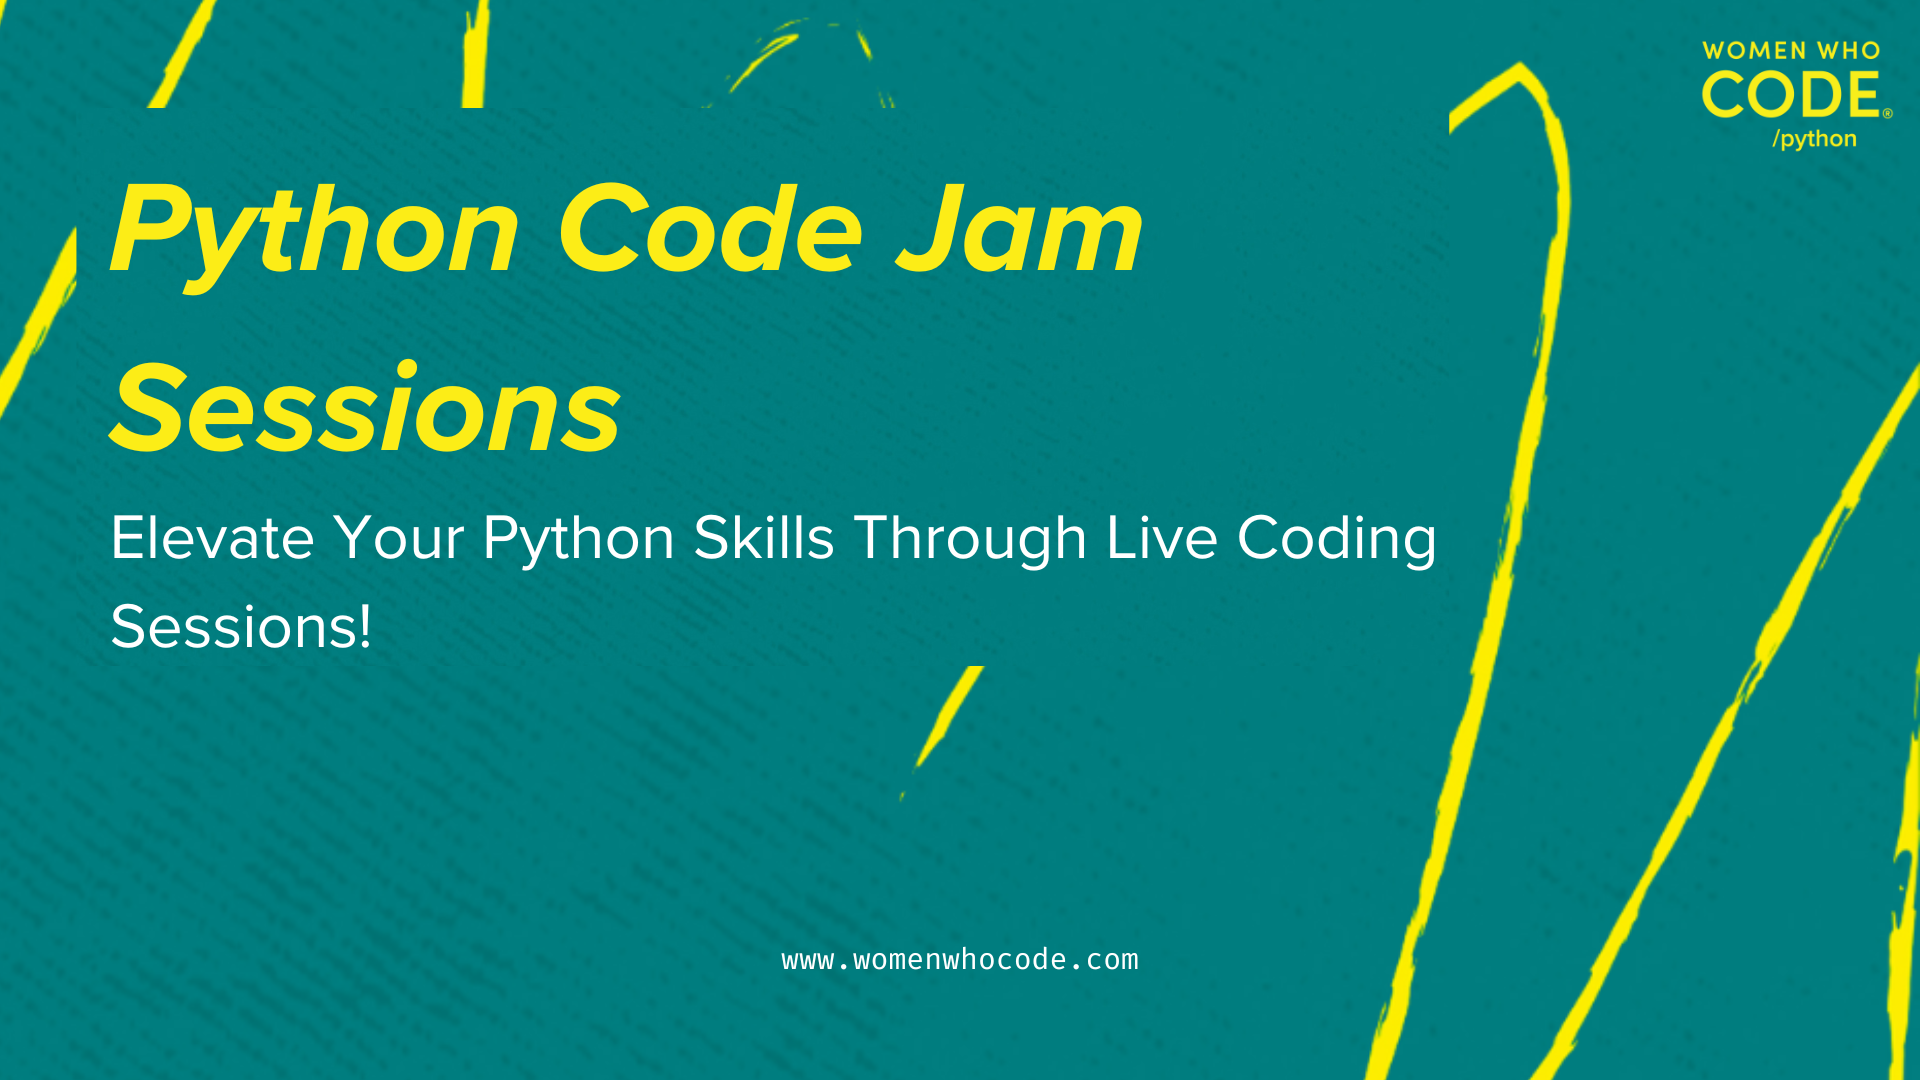 WOMEN WHO
CODE®
/python
Python Code Jam
Sessions
Elevate Your Python Skills Through Live Coding
Sessions!
www.womenwhocode.com